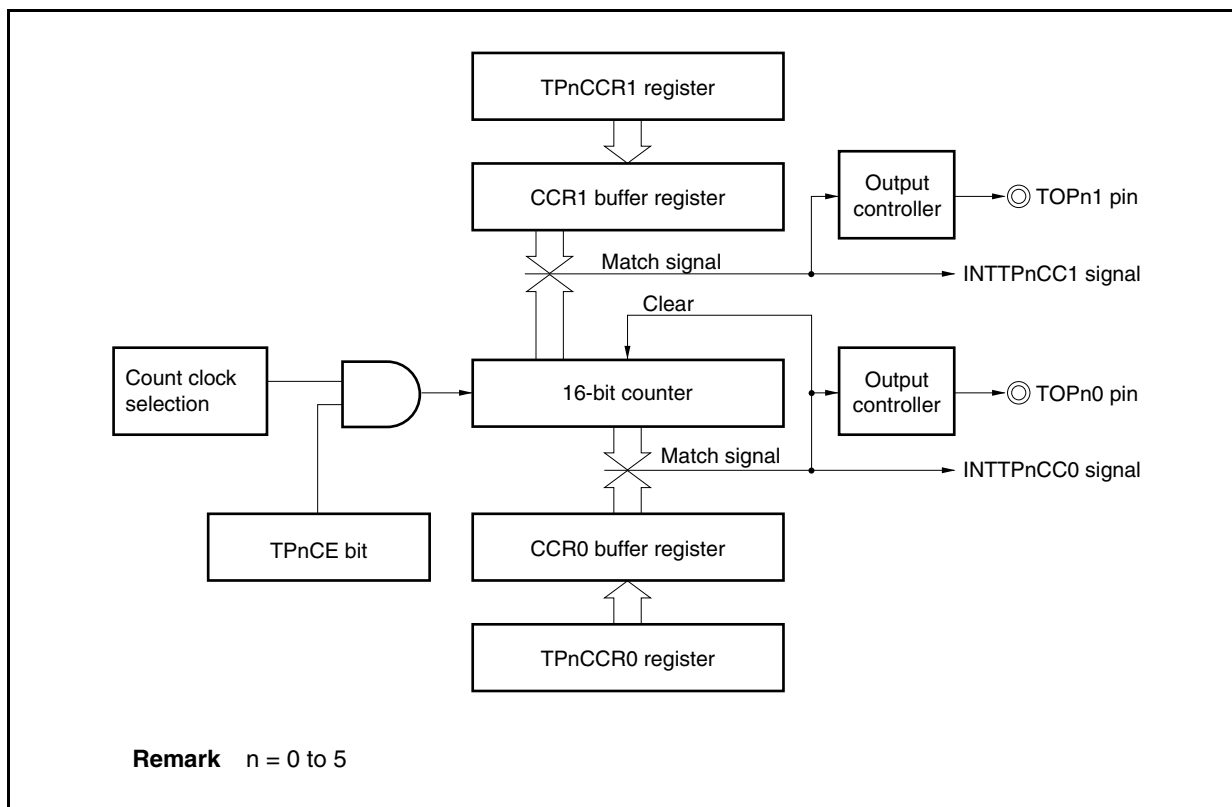 TPnCCR1 register
CCR1 buffer register
Output
controller
TOPn1 pin
Match signal
INTTPnCC1 signal
Clear
Count clock
selection
16-bit counter
Output
controller
TOPn0 pin
Match signal
INTTPnCC0 signal
TPnCE bit
CCR0 buffer register
TPnCCR0 register
Remark n = 0 to 5